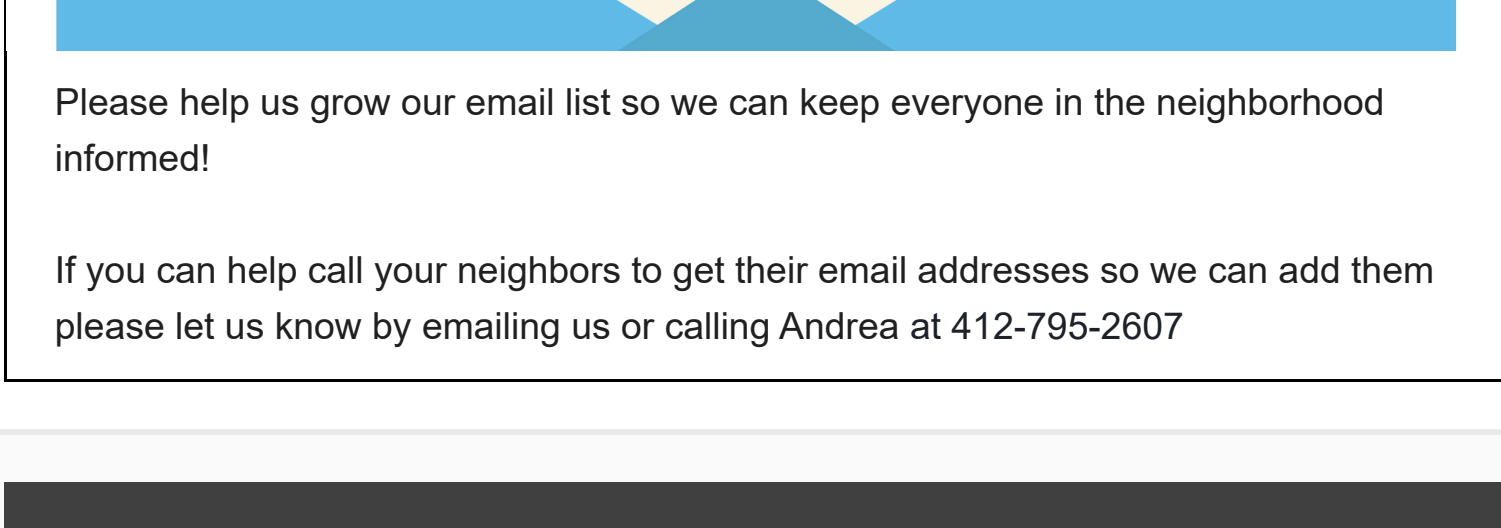 Please help us grow our email list so we can keep everyone in the neighborhood
informed!
If you can help call your neighbors to get their email addresses so we can add them
please let us know by emailing us or calling Andrea at 412-795-2607